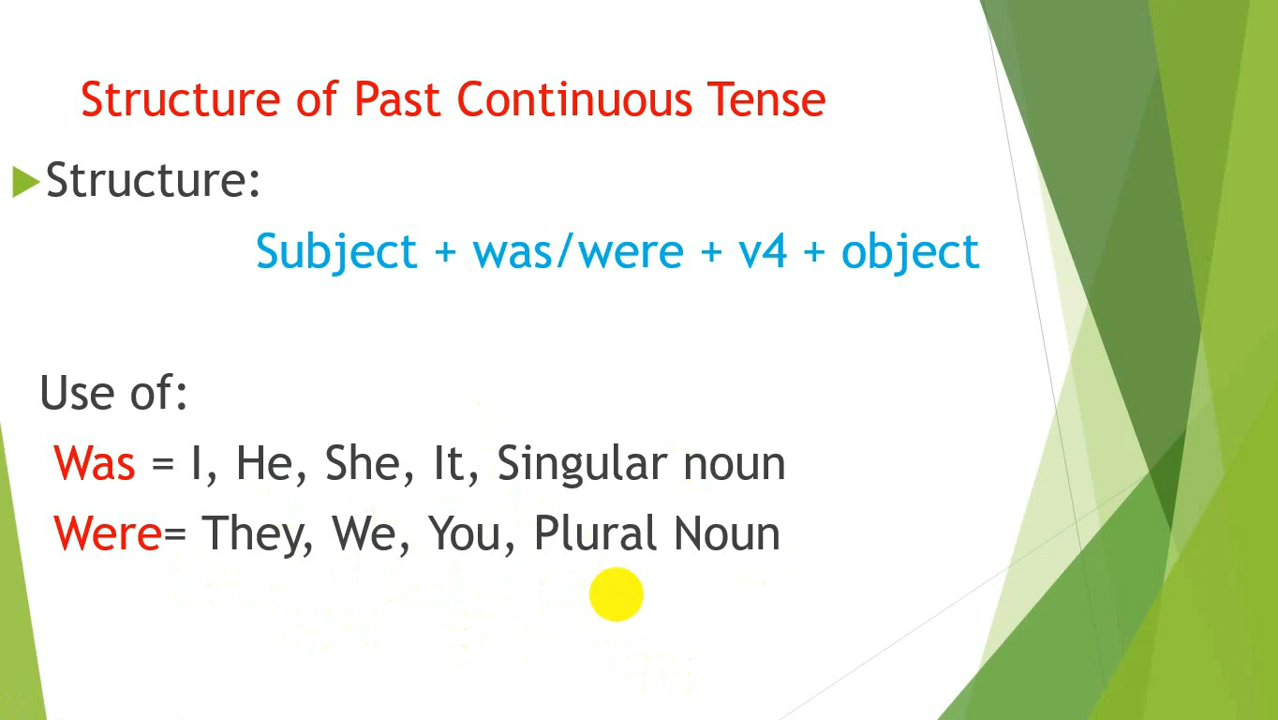 Structure of Past Continuous Tense
Structure:
Subject + was/were + v4 + object
Use of:
Was = I, He, She, It, Singular noun
Were= They, We, You, Plural Noun